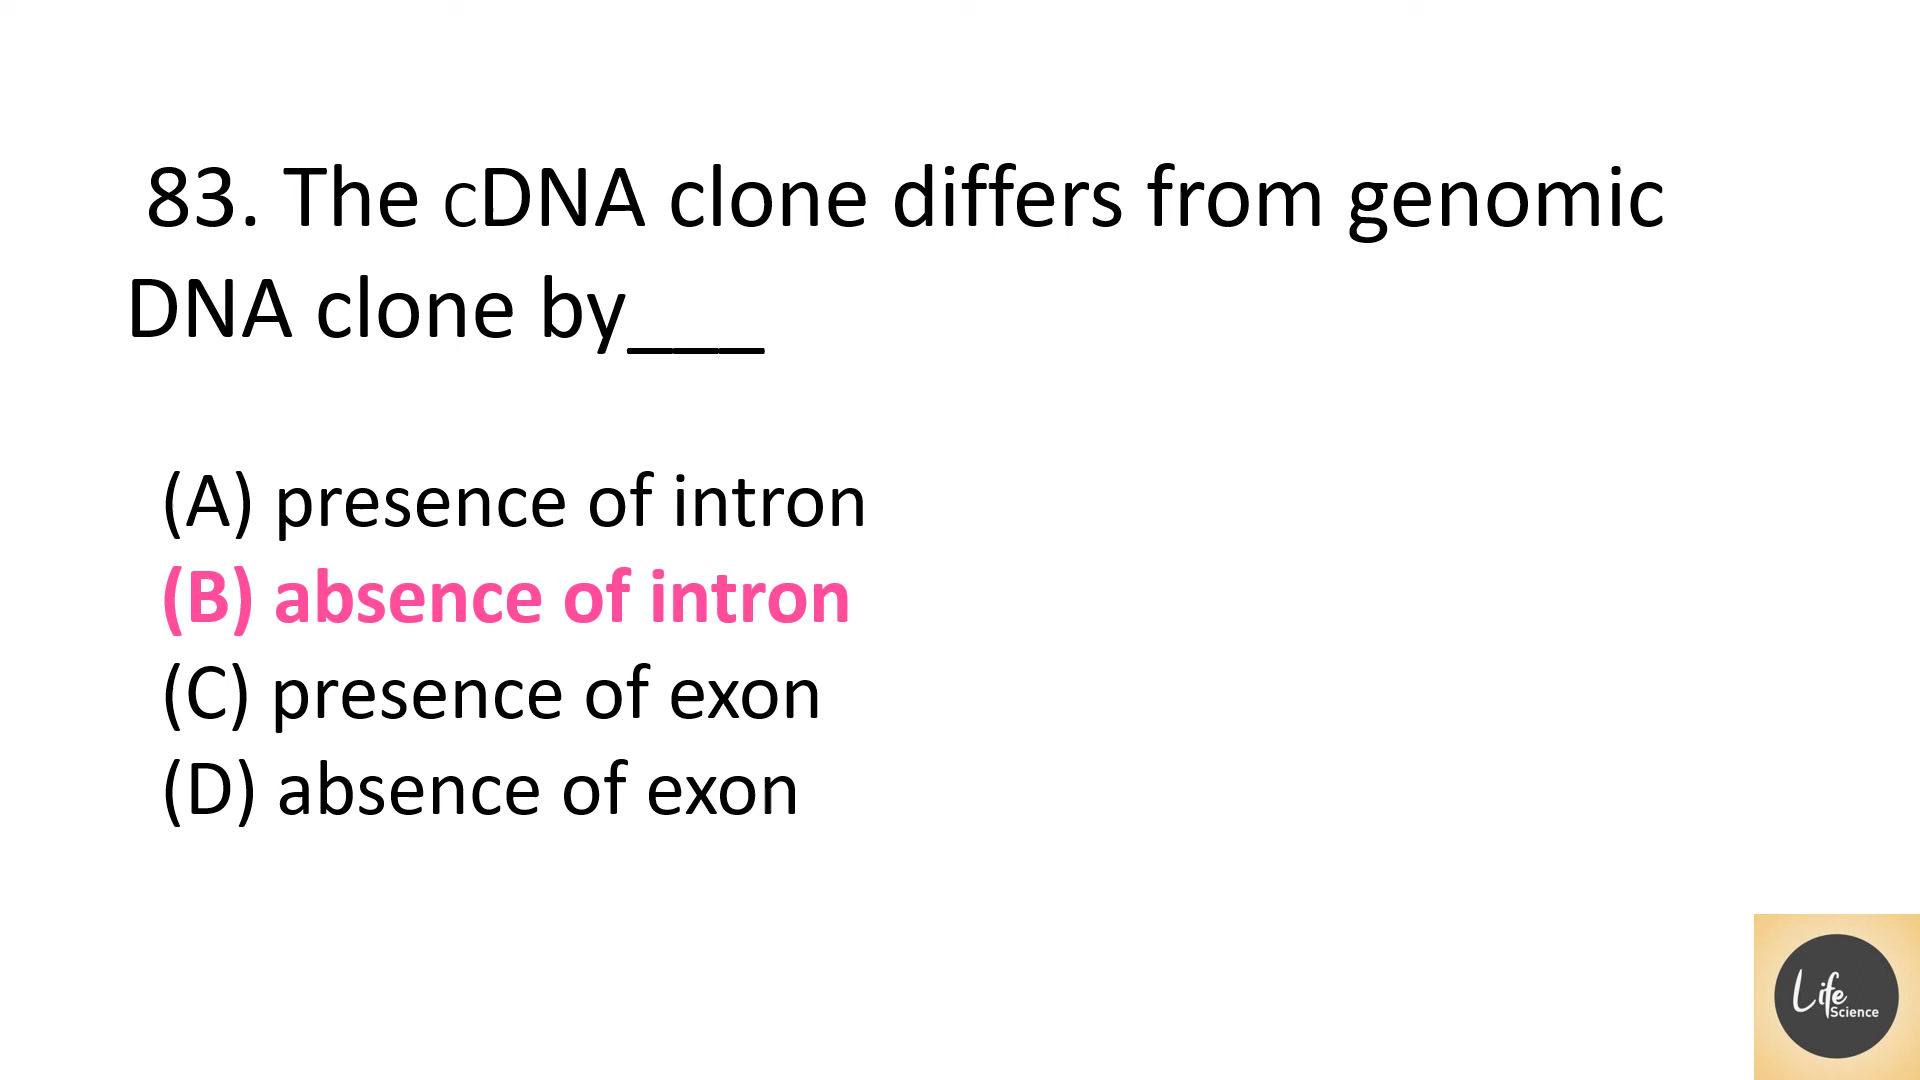 83. The cDNA clone differs from genomic
DNA clone by___
(A) presence of intron
(B) absence of intron
(C) presence of exon
(D) absence of exon
Life
Science